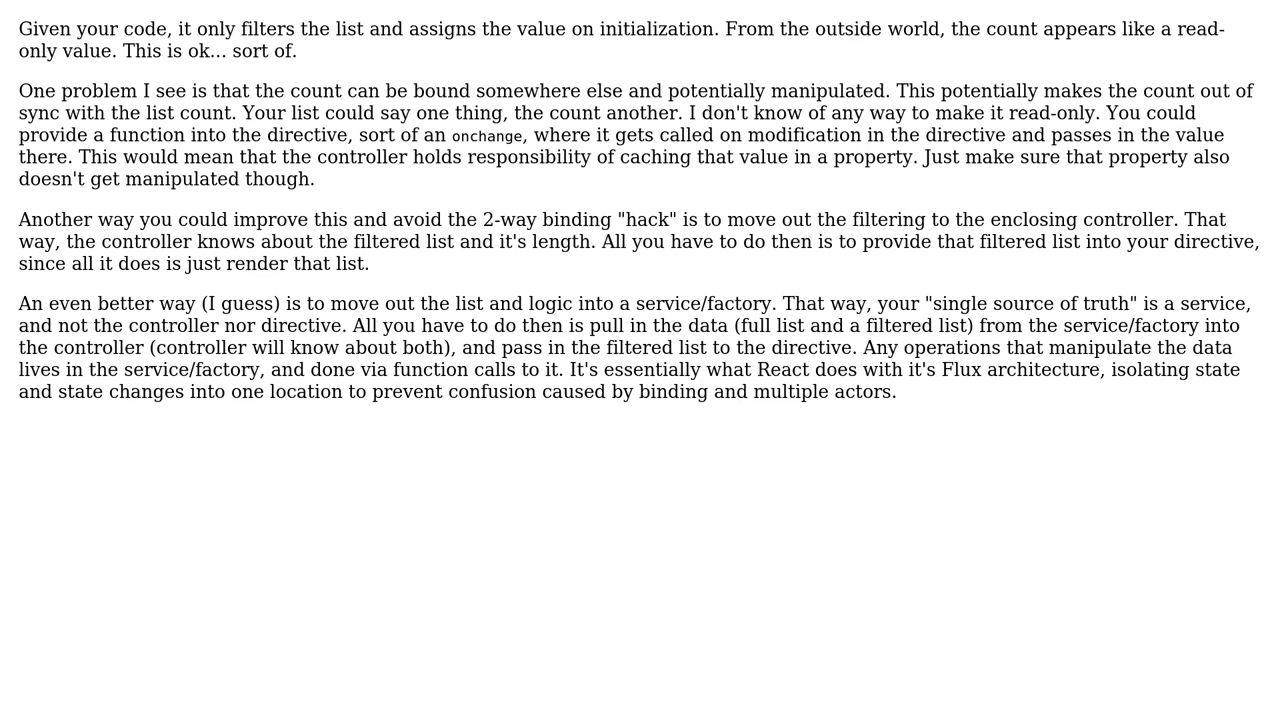 Given your code, it only filters the list and assigns the value on initialization. From the outside world, the count appears like a read-
only value. This is ok... sort of.
One problem I see is that the count can be bound somewhere else and potentially manipulated. This potentially makes the count out of
sync with the list count. Your list could say one thing, the count another. I don't know of any way to make it read-only. You could
provide a function into the directive, sort of an onchange, where it gets called on modification in the directive and passes in the value
there. This would mean that the controller holds responsibility of caching that value in a property. Just make sure that property also
doesn't get manipulated though.
Another way you could improve this and avoid the 2-way binding "hack" is to move out the filtering to the enclosing controller. That
way, the controller knows about the filtered list and it's length. All you have to do then is to provide that filtered list into your directive,
since all it does is just render that list.
An even better way (I guess) is to move out the list and logic into a service/factory. That way, your "single source of truth" is a service,
and not the controller nor directive. All you have to do then is pull in the data (full list and a filtered list) from the service/factory into
the controller (controller will know about both), and pass in the filtered list to the directive. Any operations that manipulate the data
lives in the service/factory, and done via function calls to it. It's essentially what React does with it's Flux architecture, isolating state
and state changes into one location to prevent confusion caused by binding and multiple actors.